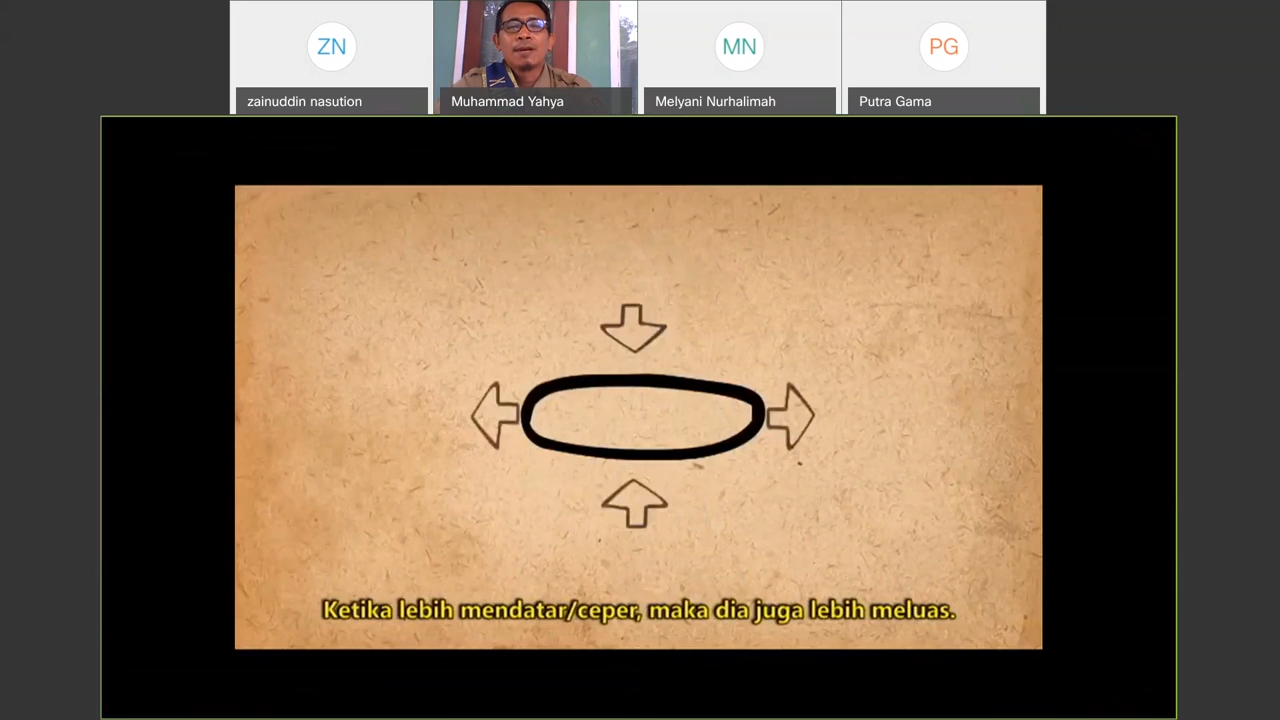 ZN
zainuddin nasution
Muhammad Yahya
MN
Melyani Nurhalimah
PG
Putra Gama
Ketika lebih mendatar/ceper, maka dia juga lebih meluas.